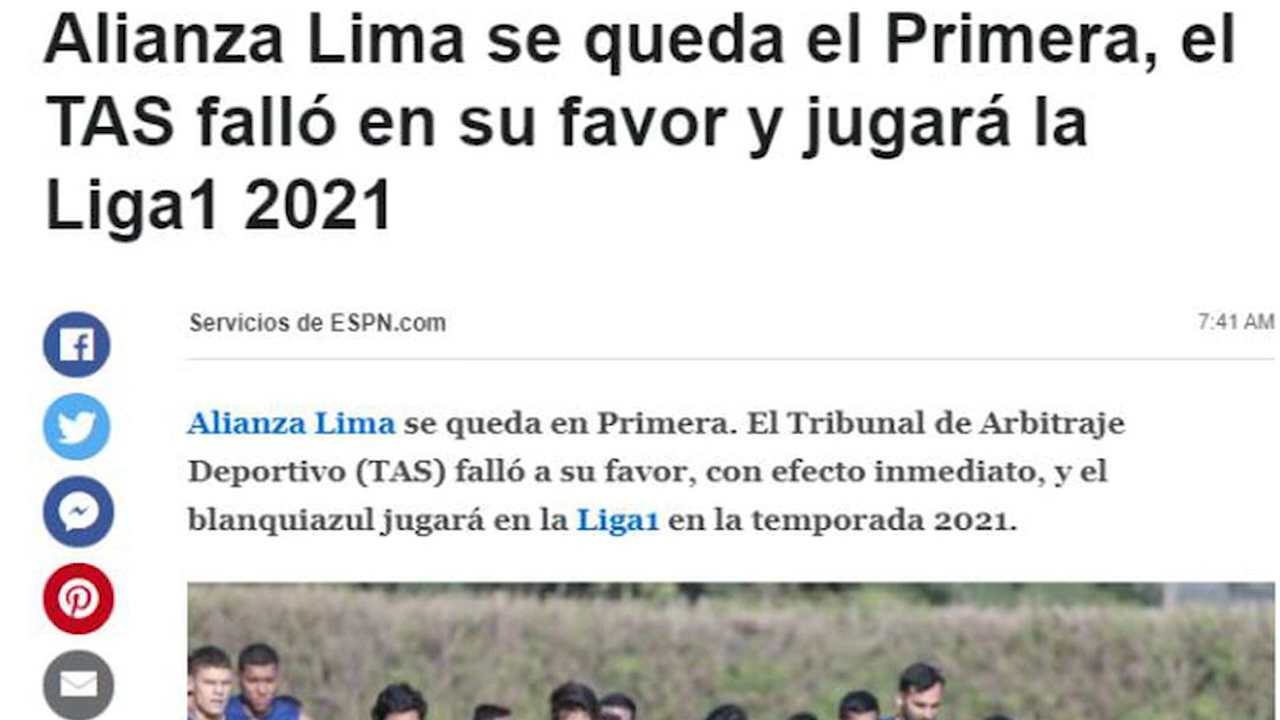 Alianza Lima se queda el Primera, el
TAS falló en su favor y jugará la
Liga1 2021
Servicios de ESPN.com
7:41 AM
Alianza Lima se queda en Primera. El Tribunal de Arbitraje
Deportivo (TAS) falló a su favor, con efecto inmediato, y el
blanquiazul jugará en la Liga1 en la temporada 2021.